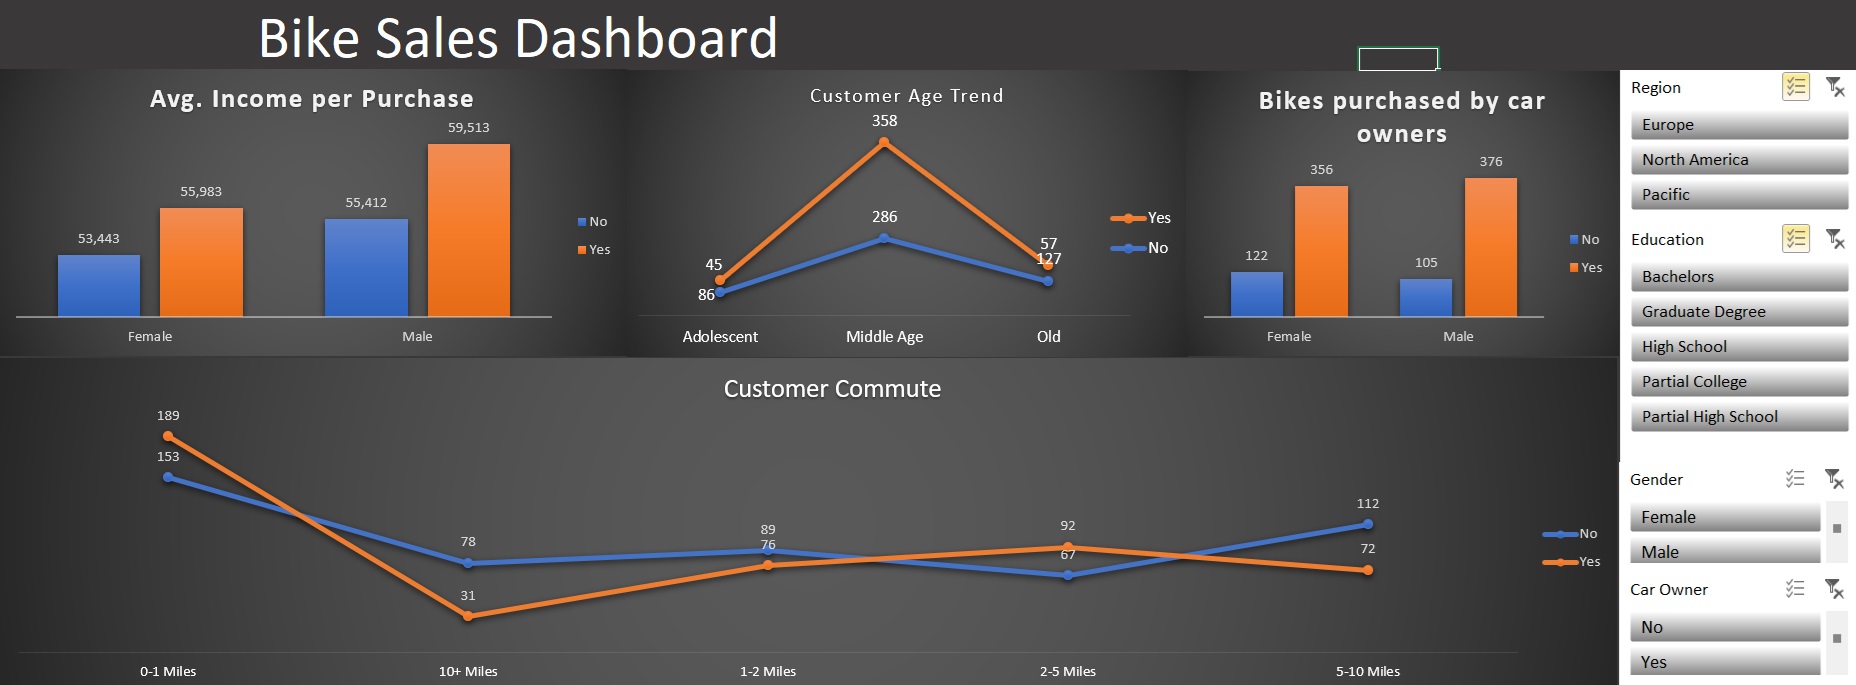 Bike Sales Dashboard
Avg. Income per Purchase
59,513
55,983
55,412
53,443
No
Yes
Female
Male
Customer Age Trend
358
286
45
86
57
127
Yes
No
Adolescent
Middle Age
Old
Bikes purchased by car
owners
376
356
122
105
No
Yes
Female
Male
Customer Commute
189
153
78
31
89
76
92
67
112
72
No
Yes
0-1 Miles
10+ Miles
1-2 Miles
2-5 Miles
5-10 Miles
Region
Europe
North America
Pacific
Education
Bachelors
Graduate Degree
High School
Partial College
Partial High School
Gender
Female
Male
Car Owner
No
Yes